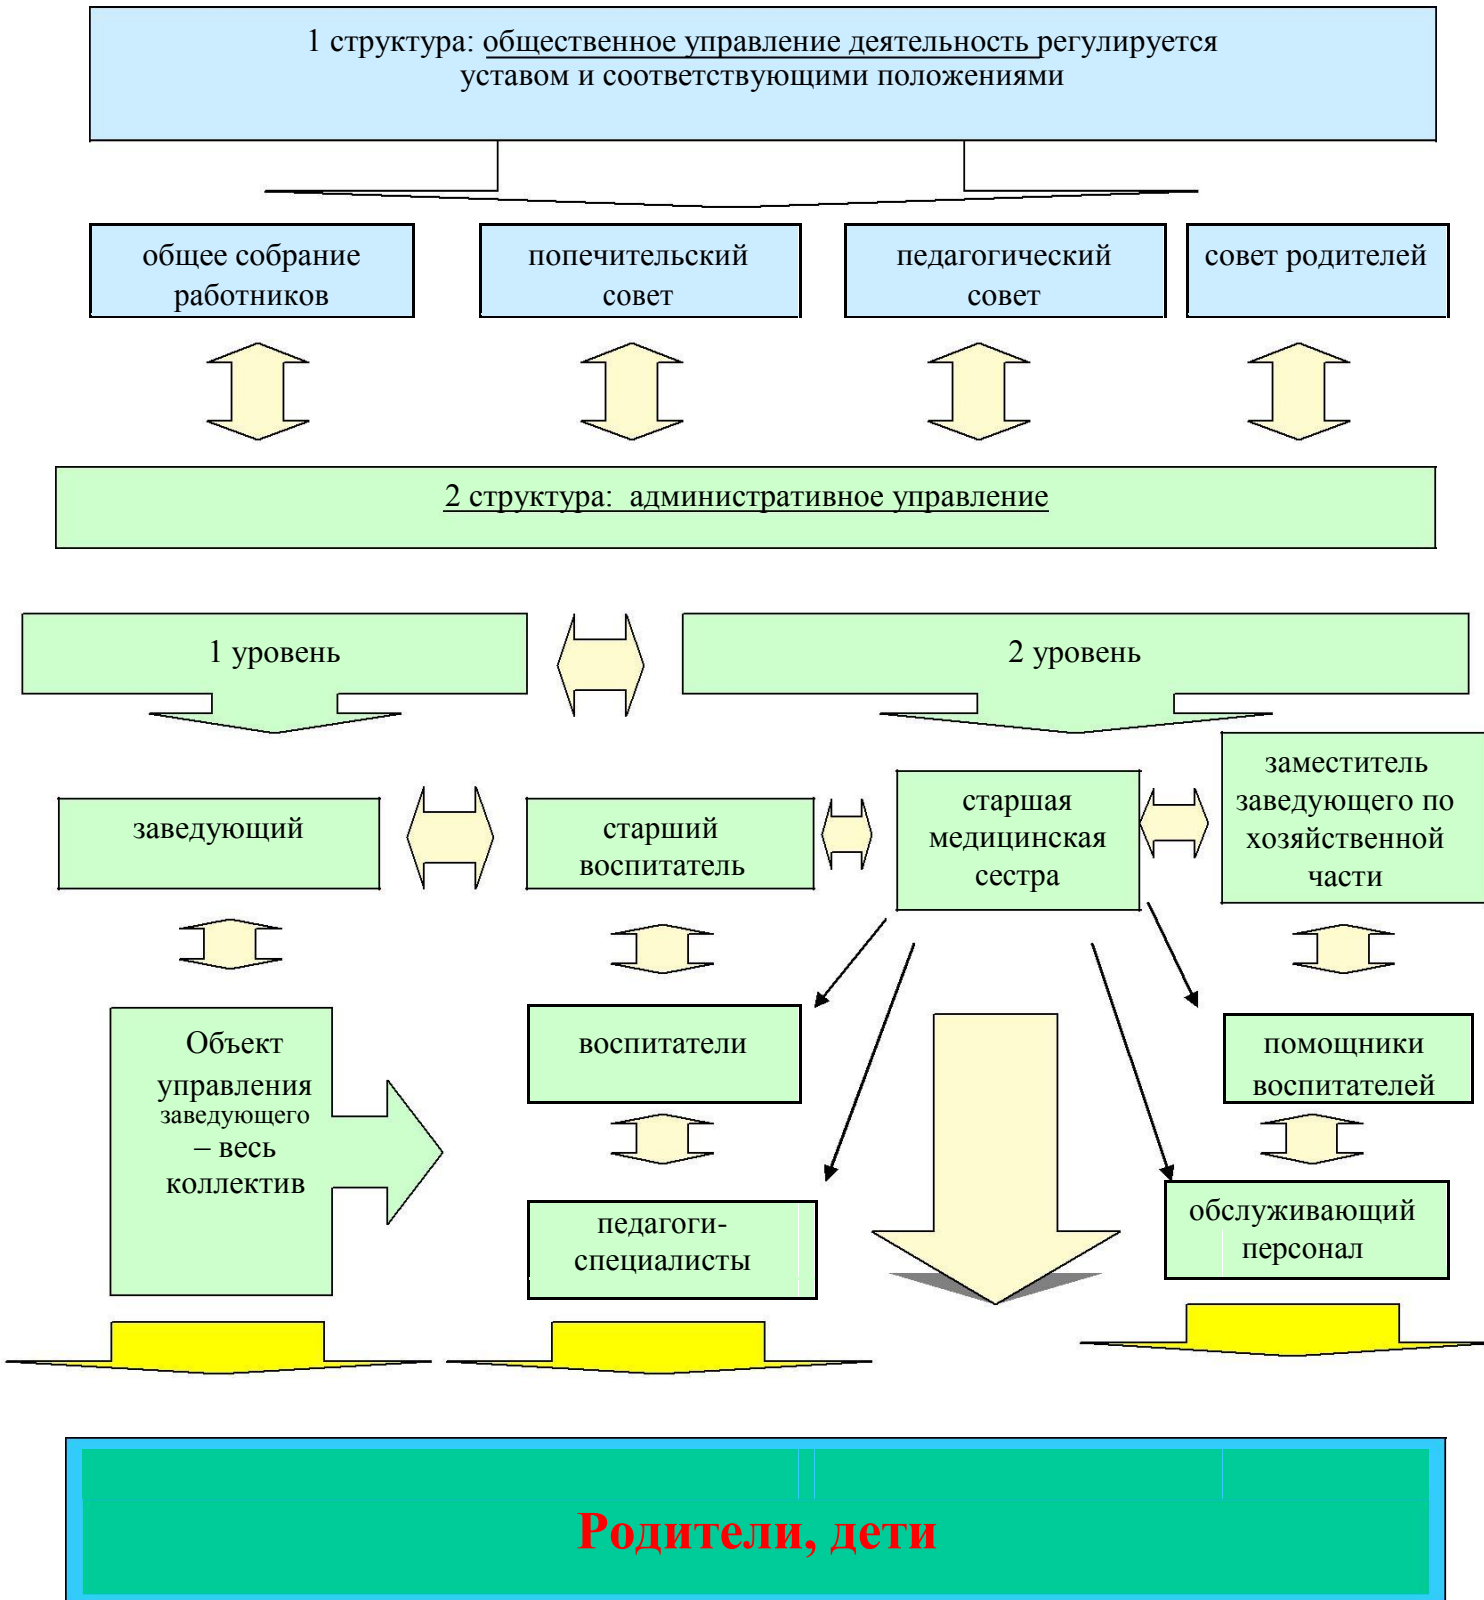 1 структура: общественное управление деятельность регулируется
уставом и соответствующими положениями
общее собрание
работников
попечительский
совет
педагогический
совет
совет родителей
2 структура: административное управление
1 уровень
2 уровень
заведующий
старший
воспитатель
старшая
медицинская
сестра
заместитель
заведующего по
хозяйственной
части
Объект
управления
заведующего
– весь
коллектив
воспитатели
помощники
воспитателей
педагоги-
специалисты
обслуживающий
персонал
Родители, дети